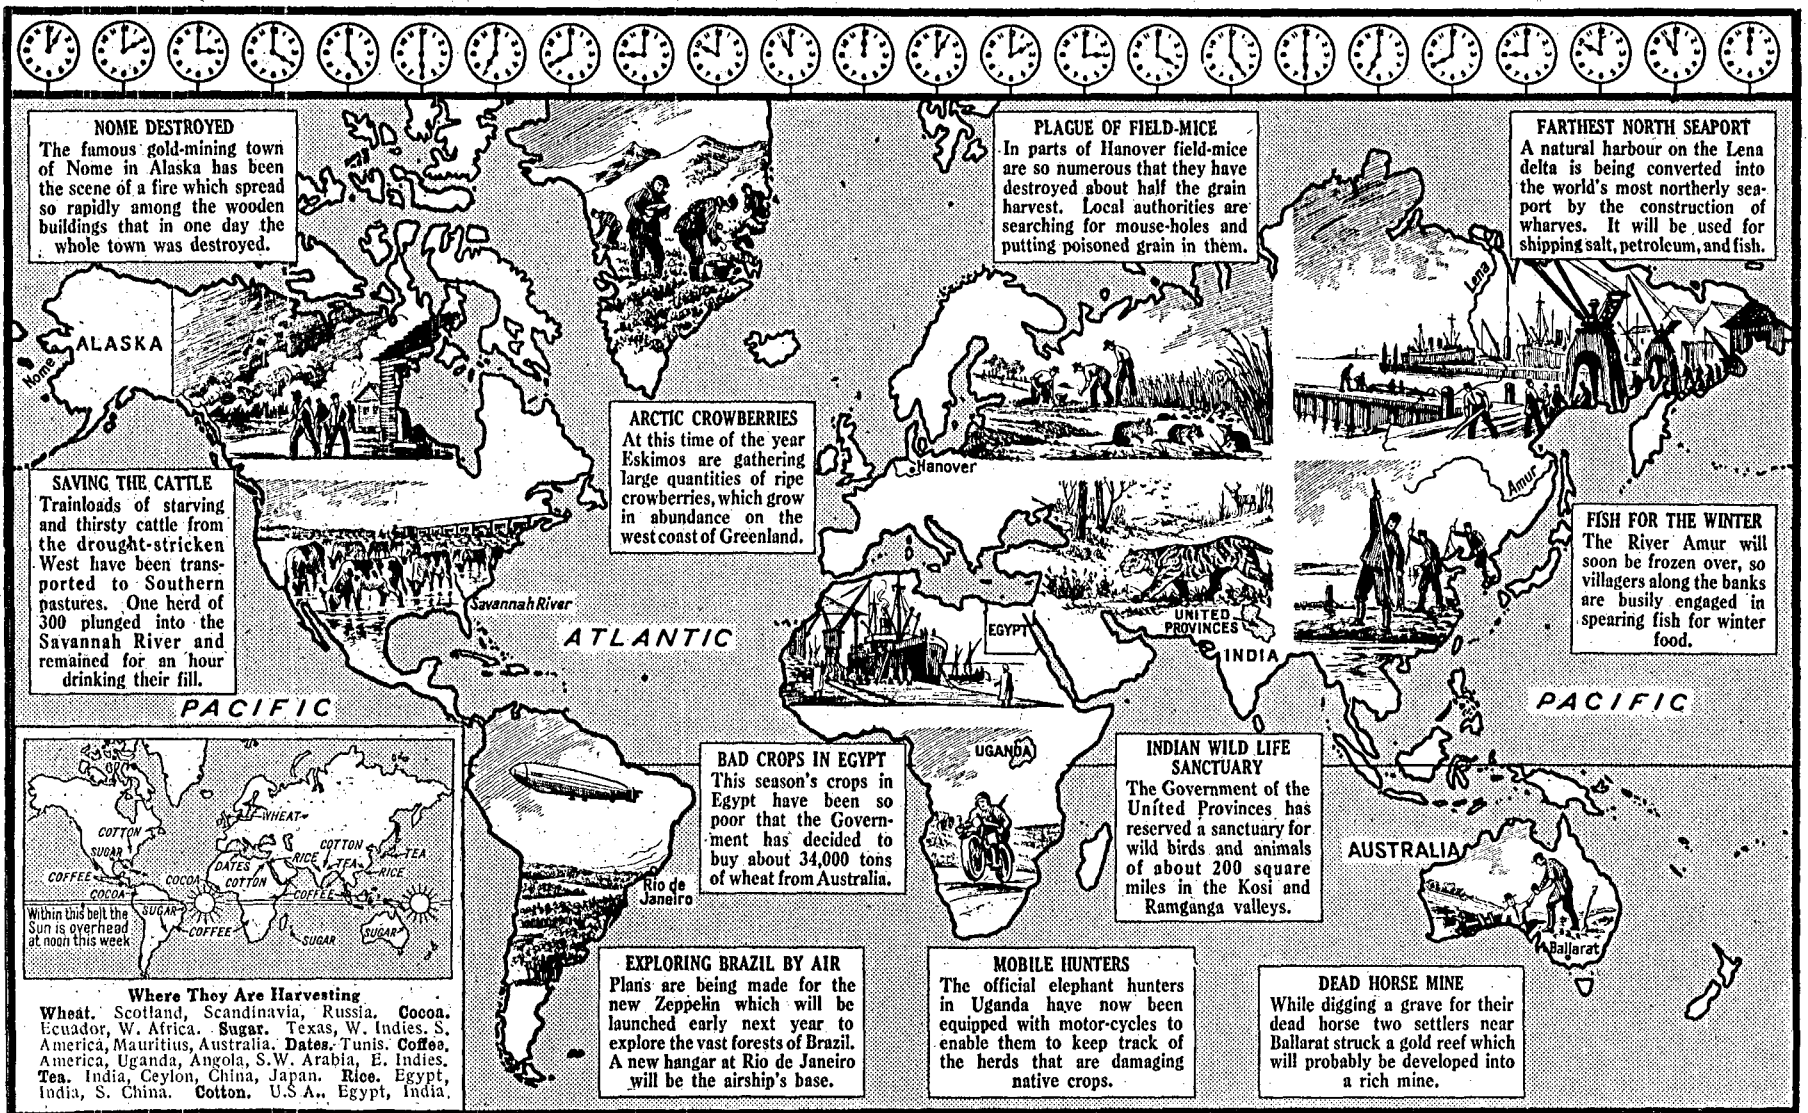 NOME DESTROYED
The famous gold-mining town
of Nome in Alaska has been
the scene of a fire which spread
so rapidly among the wooden
buildings that in one day the
whole town was destroyed.
PLAGUE OF FIELD-MICE
In parts of Hanover field-mice
are so numerous that they have
destroyed about half the grain
harvest. Local authorities are
searching for mouse-holes and
putting poisoned grain in them.
FARTHEST NORTH SEAPORT
A natural harbour on the Lena
delta is being converted into
the world's most northerly sea-
port by the construction of
wharves. It will be used for
shipping salt, petroleum, and fish.
ALASKA
Nome
Lena
ARCTIC CROWBERRIES
At this time of the year
Eskimos are gathering
large quantities of ripe
crowberries, which grow
in abundance on the
west coast of Greenland.
Hanover
Amur
SAVING THE CATTLE
Trainloads of starving
and thirsty cattle from
the drought-stricken
West have been trans-
ported to Southern
pastures. One herd of
300 plunged into the
Savannah River and
remained for an hour
drinking their fill.
FISH FOR THE WINTER
The River Amur will
soon be frozen over, so
villagers along the banks
are busily engaged in
spearing fish for winter
food.
Savannah River
ATLANTIC
EGYPT
UNITED
PROVINCES
INDIA
PACIFIC
PACIFIC
UGANDA
BAD CROPS IN EGYPT
This season's crops in
Egypt have been so
poor that the Govern-
ment has decided to
buy about 34,000 tons
of wheat from Australia.
INDIAN WILD LIFE
SANCTUARY
The Government of the
United Provinces has
reserved a sanctuary for
wild birds and animals
of about 200 square
miles in the Kosi and
Ramganga valleys.
AUSTRALIA
Ballarat
Rio de
Janeiro
WHEAT
COTTON
SUGAR
COFFEE
COCOA
COCOA
DATES
COTTON
RICE
COTTON
TEA
TEA
RICE
COFFEE
SUGAR
COFFEE
SUGAR
SUGAR
Within this belt the
Sun is overhead
at noon this week
Where They Are Harvesting
Wheat. Scotland, Scandinavia, Russia. Cocoa.
Ecuador, W. Africa. Sugar. Texas, W. Indies. S.
America, Mauritius, Australia. Dates. Tunis. Coffee.
America, Uganda, Angola, S.W. Arabia, E. Indies.
Tea. India, Ceylon, China, Japan. Rice. Egypt,
India, S. China. Cotton. U.S.A., Egypt, India.
EXPLORING BRAZIL BY AIR
Plans are being made for the
new Zeppelin which will be
launched early next year to
explore the vast forests of Brazil.
A new hangar at Rio de Janeiro
will be the airship's base.
MOBILE HUNTERS
The official elephant hunters
in Uganda have now been
equipped with motor-cycles to
enable them to keep track of
the herds that are damaging
native crops.
DEAD HORSE MINE
While digging a grave for their
dead horse two settlers near
Ballarat struck a gold reef which
will probably be developed into
a rich mine.